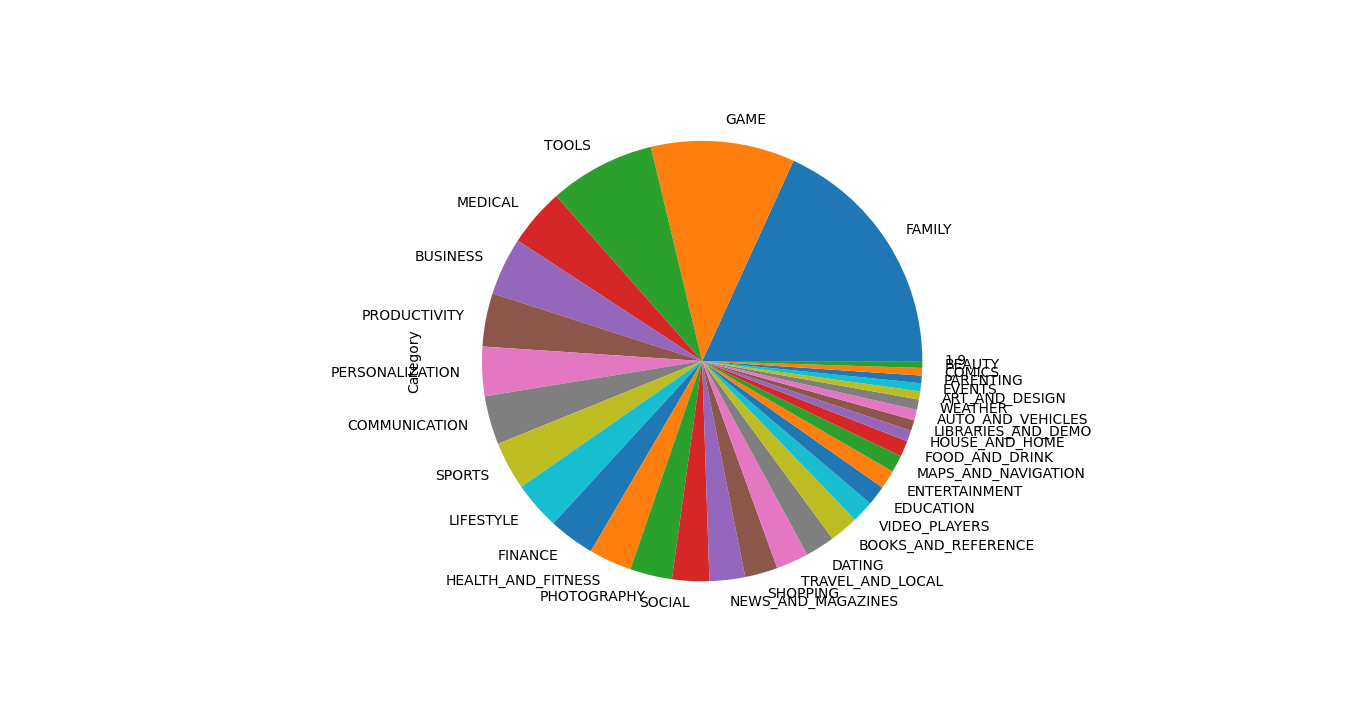 GAME
TOOLS
MEDICAL
FAMILY
BUSINESS
PRODUCTIVITY
Category
PERSONALIZATION
COMMUNICATION
SPORTS
LIFESTYLE
FINANCE
HEALTH_AND_FITNESS
PHOTOGRAPHY
SOCIAL
NEWS_AND_MAGAZINES
SHOPPING
TRAVEL_AND_LOCAL
DATING
BOOKS_AND_REFERENCE
VIDEO_PLAYERS
EDUCATION
ENTERTAINMENT
MAPS_AND_NAVIGATION
FOOD_AND_DRINK
HOUSE_AND_HOME
LIBRARIES_AND_DEMO
AUTO_AND_VEHICLES
WEATHER
ART_AND_DESIGN
EVENTS
PARENTING
COMICS
BEAUTY
1.9